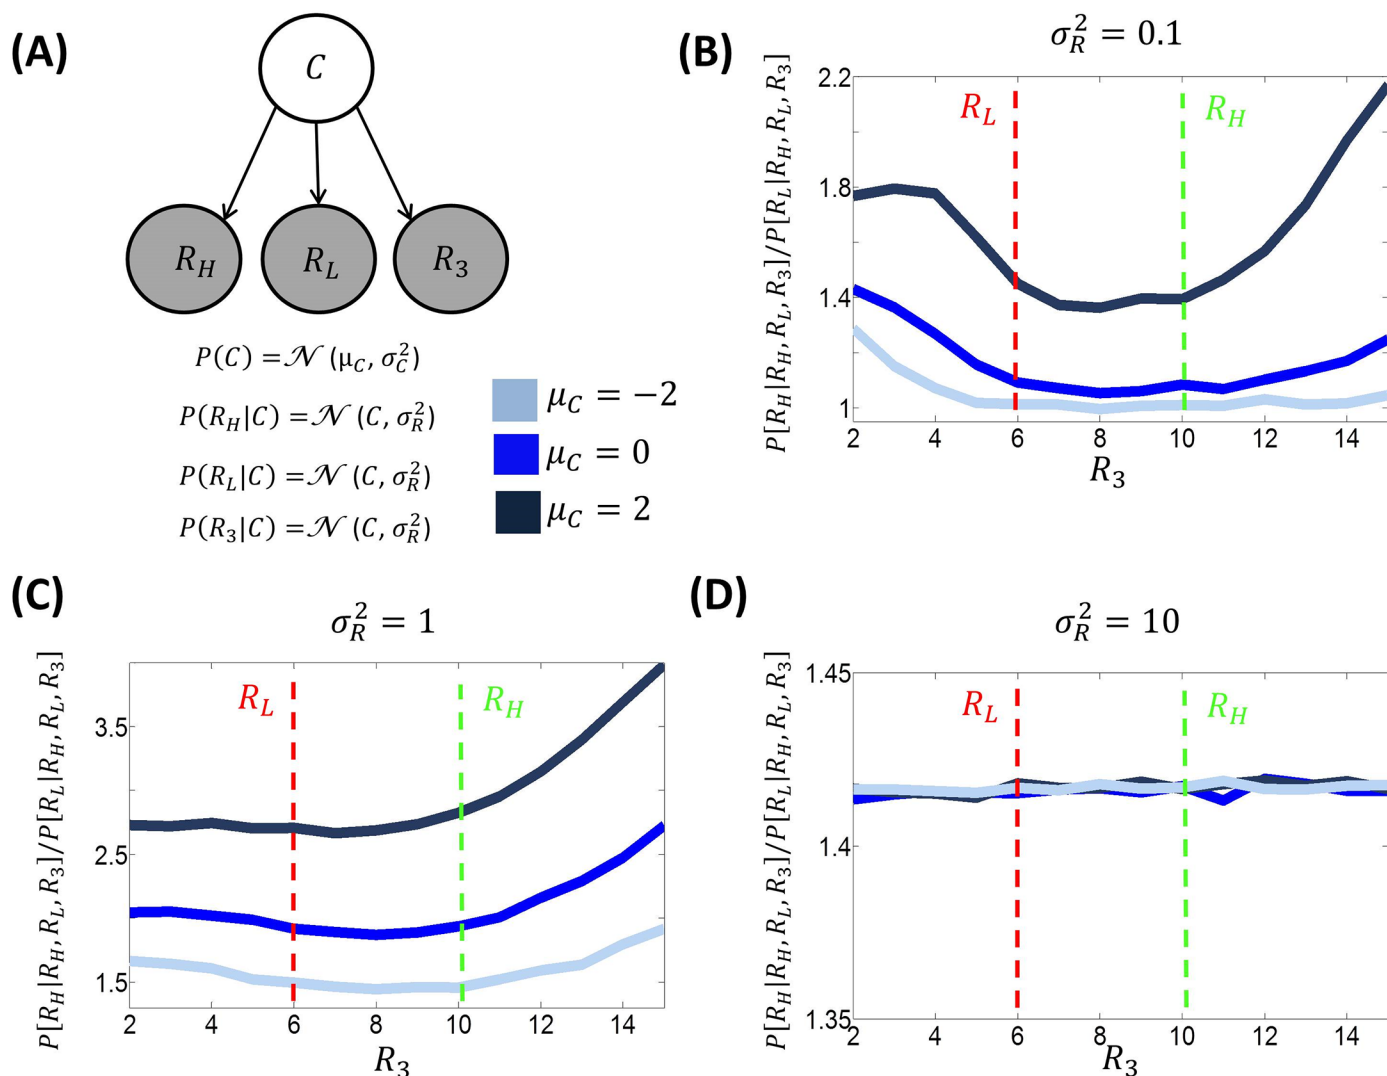 (A)
C
R_H R_L R_3
P(C) = 𝒩(μ_C, σ_C^2)
P(R_H|C) = 𝒩(C, σ_R^2)
P(R_L|C) = 𝒩(C, σ_R^2)
P(R_3|C) = 𝒩(C, σ_R^2)
μ_C = −2
μ_C = 0
μ_C = 2
(B)
σ_R^2 = 0.1
P[R_H|R_H, R_L, R_3]/P[R_L|R_H, R_L, R_3]
2.2
1.8
1.4
1
R_L
R_H
2 4 6 8 10 12 14
R_3
(C)
σ_R^2 = 1
P[R_H|R_H, R_L, R_3]/P[R_L|R_H, R_L, R_3]
3.5
2.5
1.5
R_L
R_H
2 4 6 8 10 12 14
R_3
(D)
σ_R^2 = 10
P[R_H|R_H, R_L, R_3]/P[R_L|R_H, R_L, R_3]
1.45
1.4
1.35
R_L
R_H
2 4 6 8 10 12 14
R_3